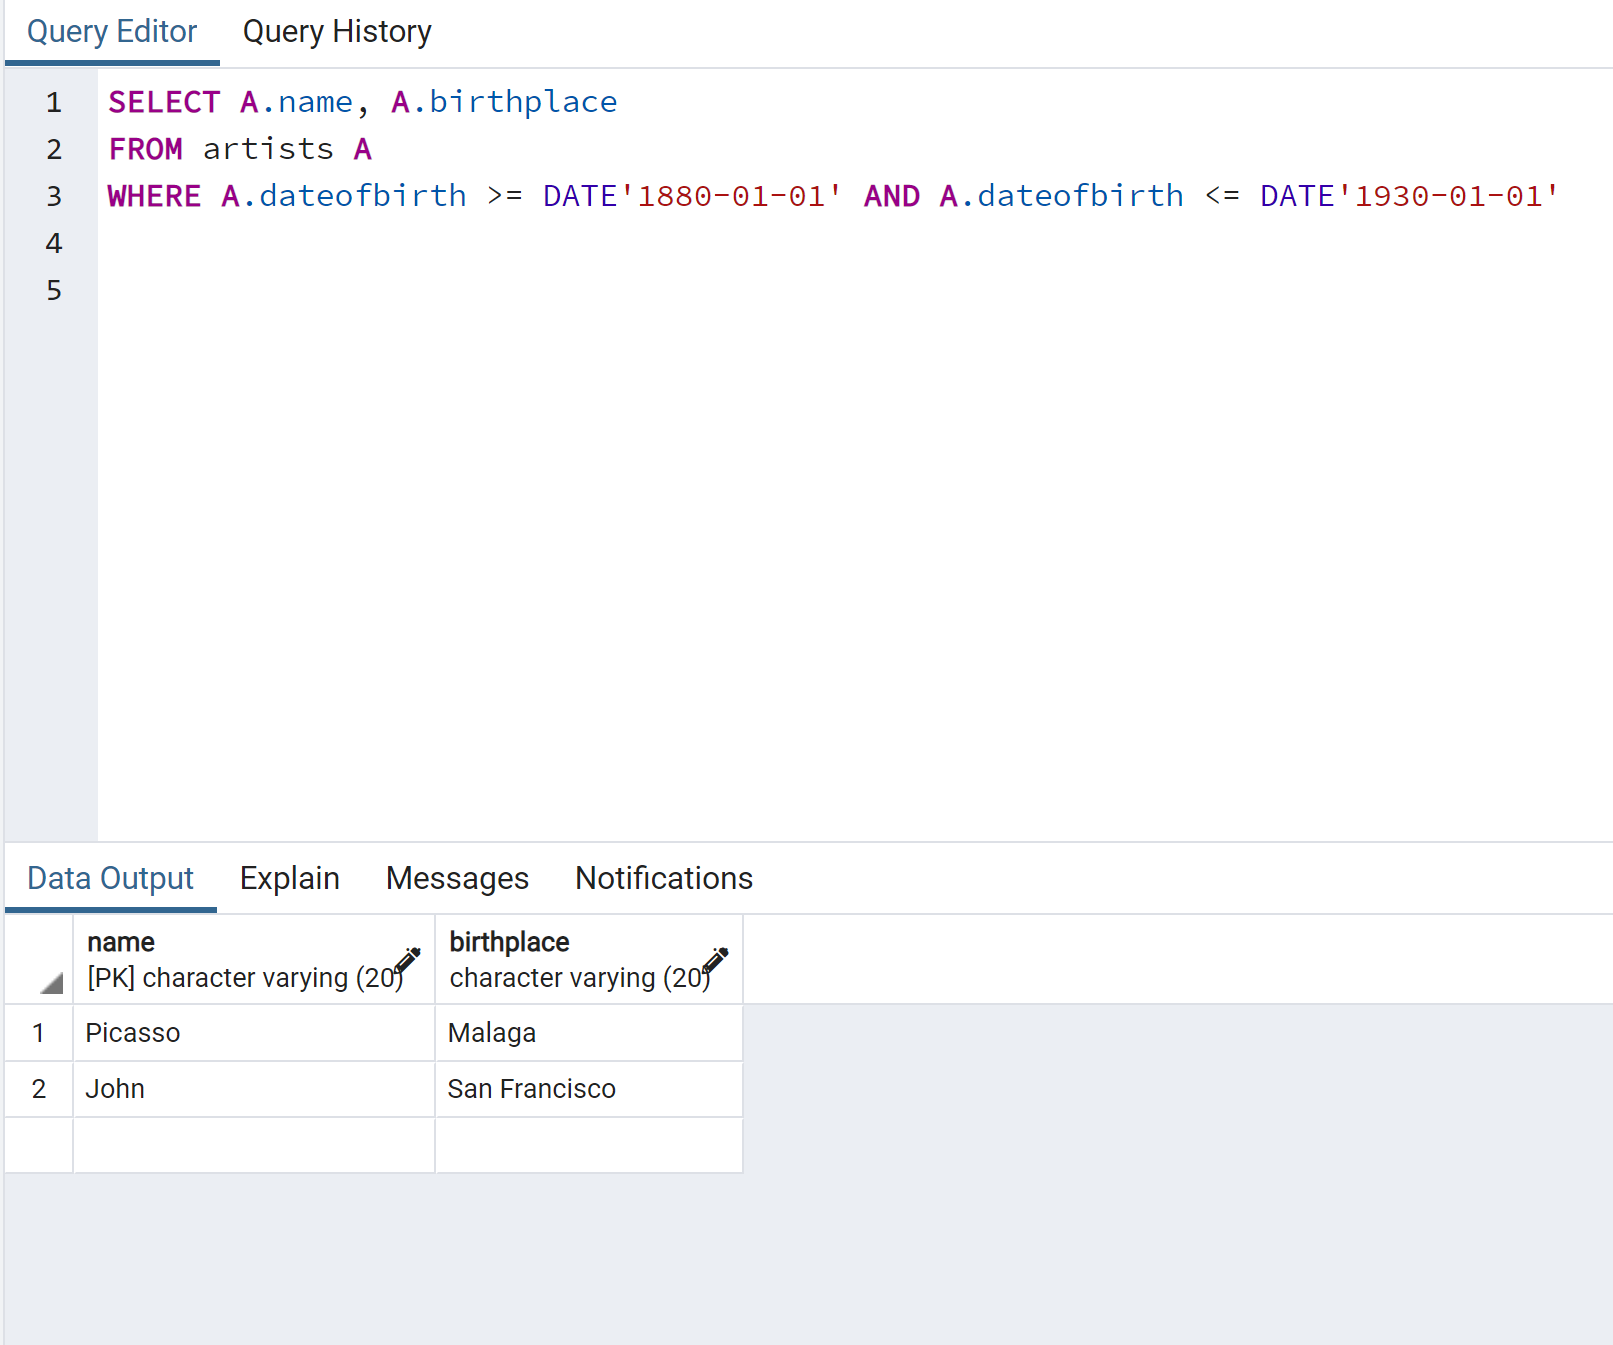 Query Editor Query History
1 SELECT A.name, A.birthplace
2 FROM artists A
3 WHERE A.dateofbirth >= DATE'1880-01-01' AND A.dateofbirth <= DATE'1930-01-01'
4
5
Data Output Explain Messages Notifications
name birthplace
[PK] character varying (20) character varying (20)
1 Picasso Malaga
2 John San Francisco